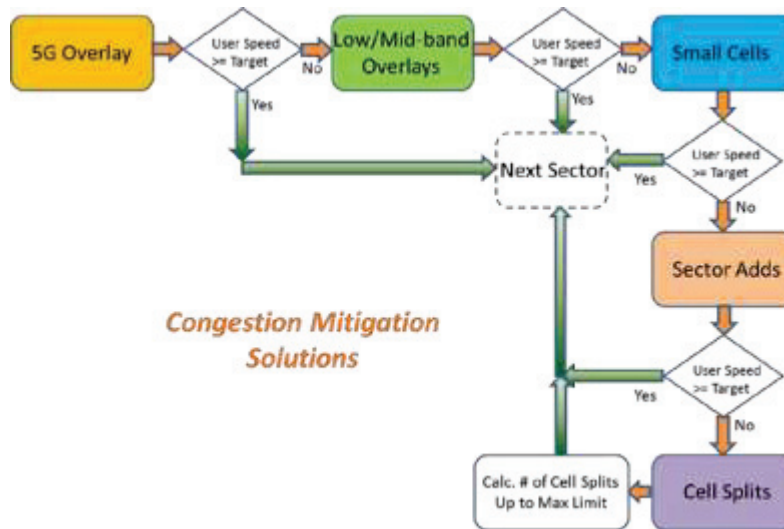 5G Overlay
User Speed
>= Target
No
Yes
Low/Mid-band
Overlays
User Speed
>= Target
No
Yes
Small Cells
User Speed
>= Target
Yes
No
Next Sector
Sector Adds
Congestion Mitigation
Solutions
User Speed
>= Target
Yes
No
Cell Splits
Calc. # of Cell Splits
Up to Max Limit